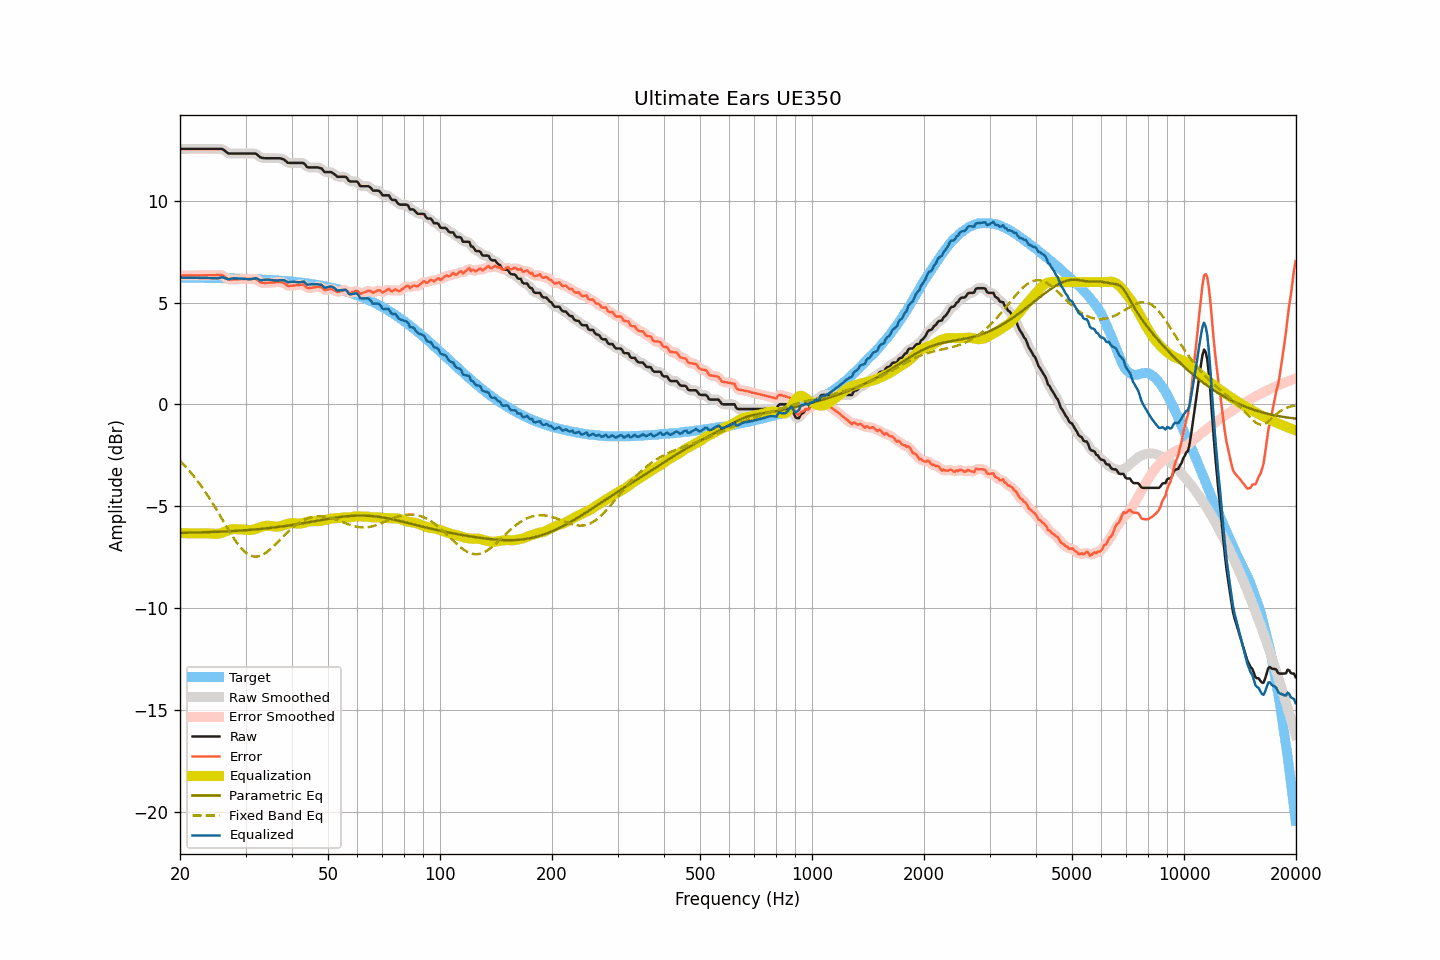 Ultimate Ears UE350
Amplitude (dBr)
10
5
0
−5
−10
−15
−20
Target
Raw Smoothed
Error Smoothed
Raw
Error
Equalization
Parametric Eq
Fixed Band Eq
Equalized
20 50 100 200 500 1000 2000 5000 10000 20000
Frequency (Hz)